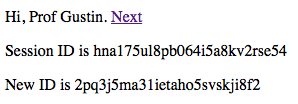 Hi, Prof Gustin. Next
Session ID is hna175ul8pb064i5a8kv2rse54
New ID is 2pq3j5ma31ietaho5svskji8f2